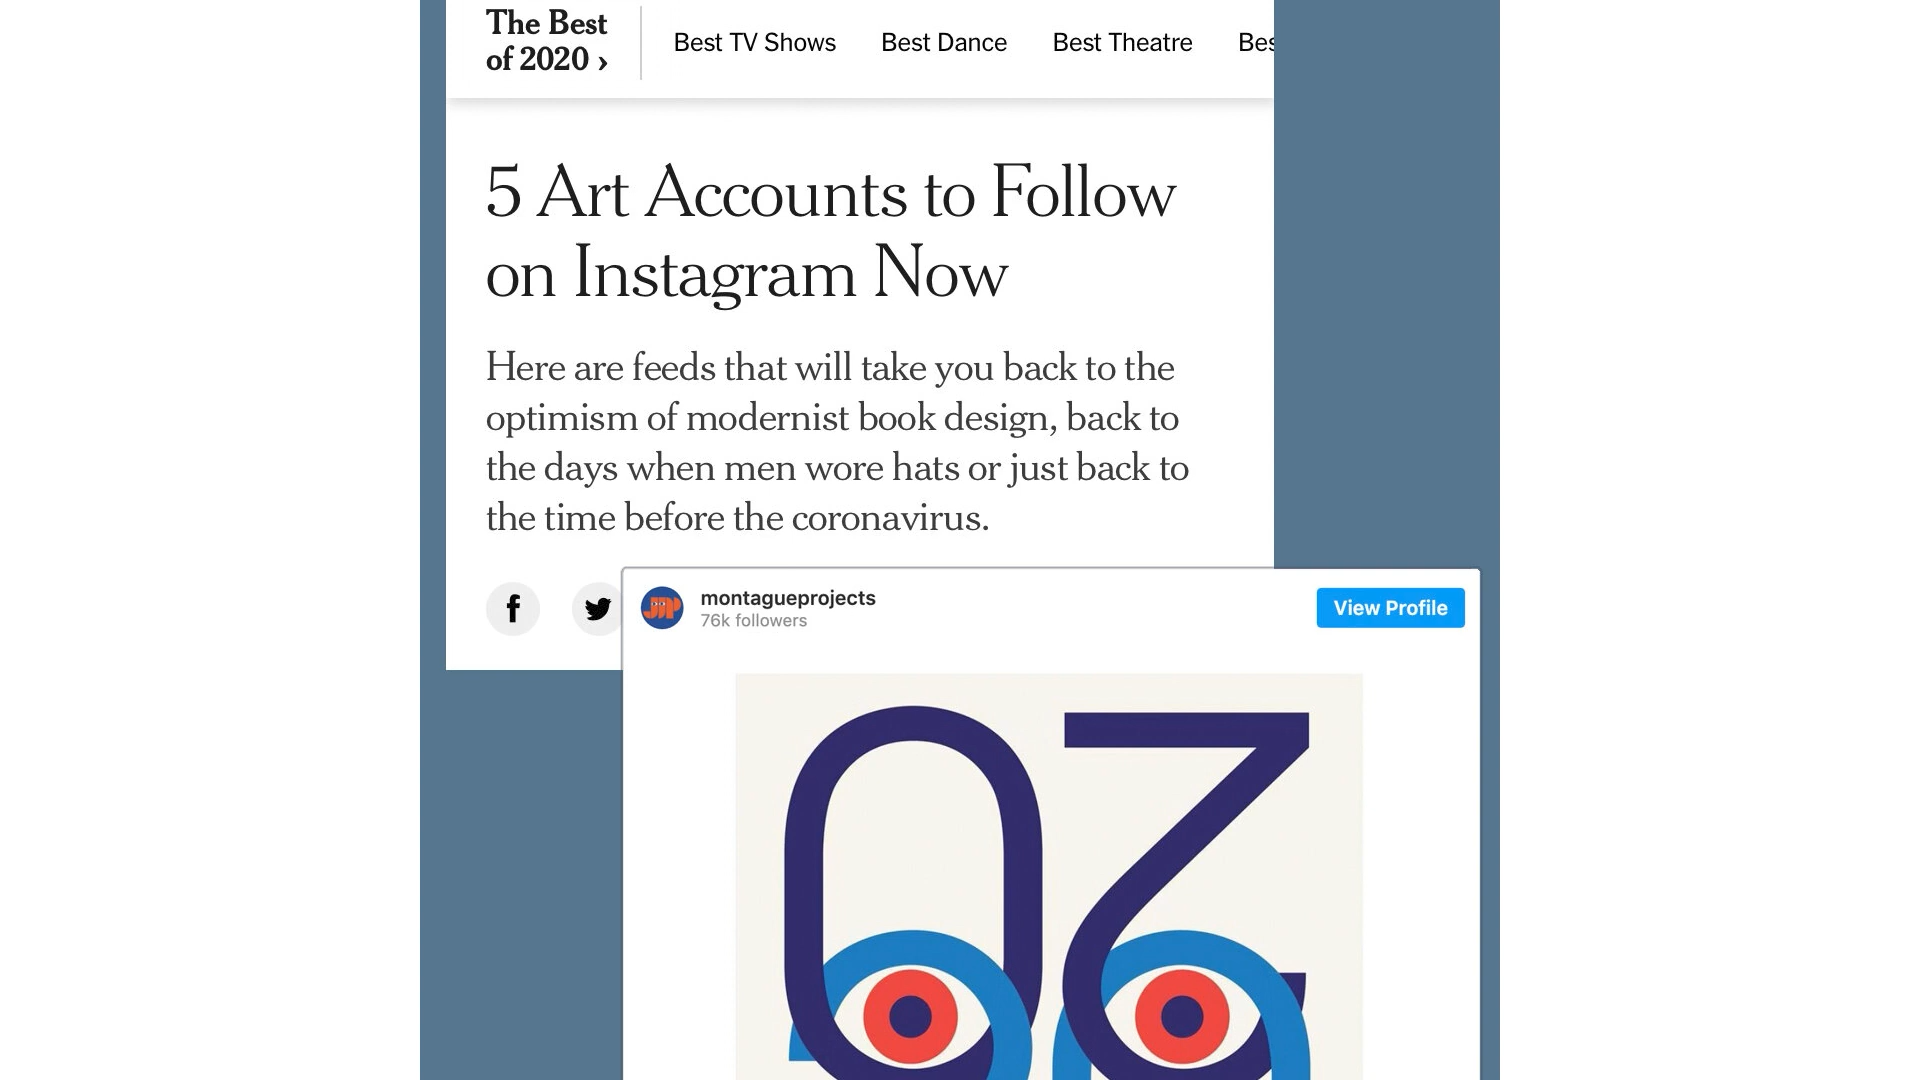 The Best
of 2020 ›
Best TV Shows Best Dance Best Theatre
5 Art Accounts to Follow
on Instagram Now
Here are feeds that will take you back to the
optimism of modernist book design, back to
the days when men wore hats or just back to
the time before the coronavirus.
montagueprojects
76k followers
View Profile